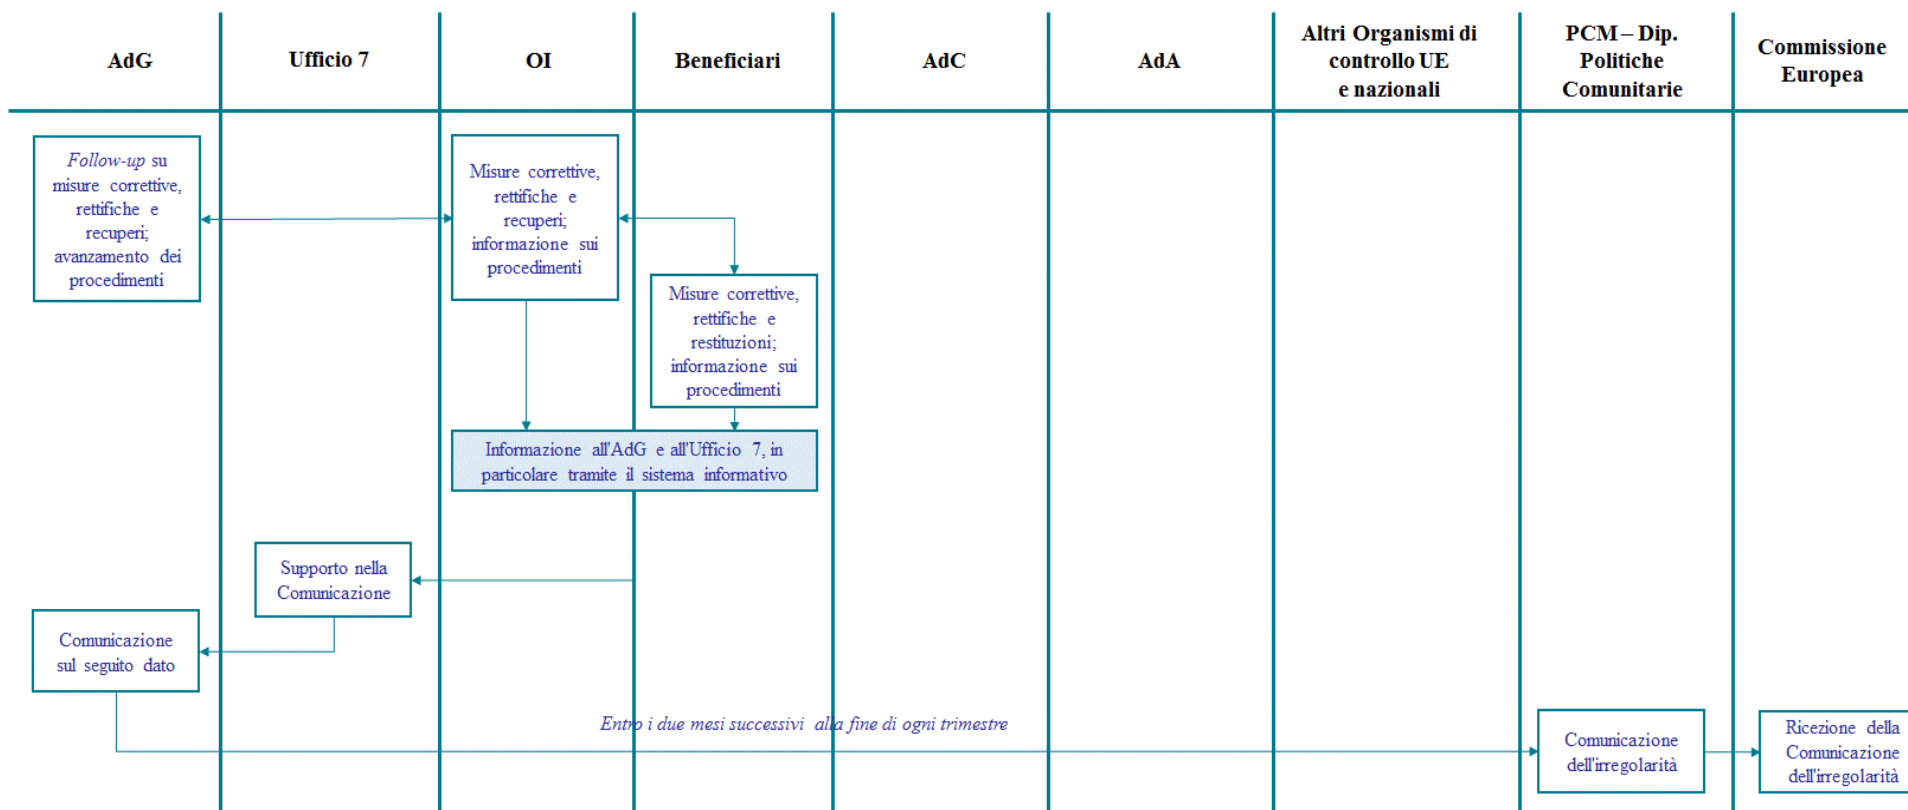 AdG
Ufficio 7
OI
Beneficiari
AdC
AdA
Altri Organismi di
controllo UE
e nazionali
PCM – Dip.
Politiche
Comunitarie
Commissione
Europea
Follow-up su
misure correttive,
rettifiche e
recuperi;
avanzamento dei
procedimenti
Misure correttive,
rettifiche e
recuperi;
informazione sui
procedimenti
Misure correttive,
rettifiche e
restituzioni;
informazione sui
procedimenti
Informazione all'AdG e all'Ufficio 7, in
particolare tramite il sistema informativo
Supporto nella
Comunicazione
Comunicazione
sul seguito dato
Entro i due mesi successivi alla fine di ogni trimestre
Comunicazione
dell'irregolarità
Ricezione della
Comunicazione
dell'irregolarità